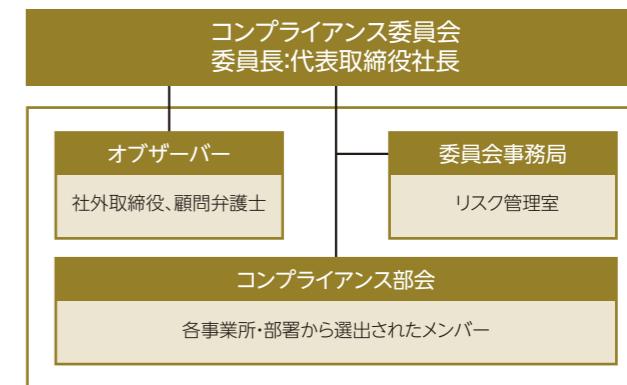 コンプライアンス委員会
委員長:代表取締役社長
オブザーバー
社外取締役、顧問弁護士
委員会事務局
リスク管理室
コンプライアンス部会
各事業所・部署から選出されたメンバー